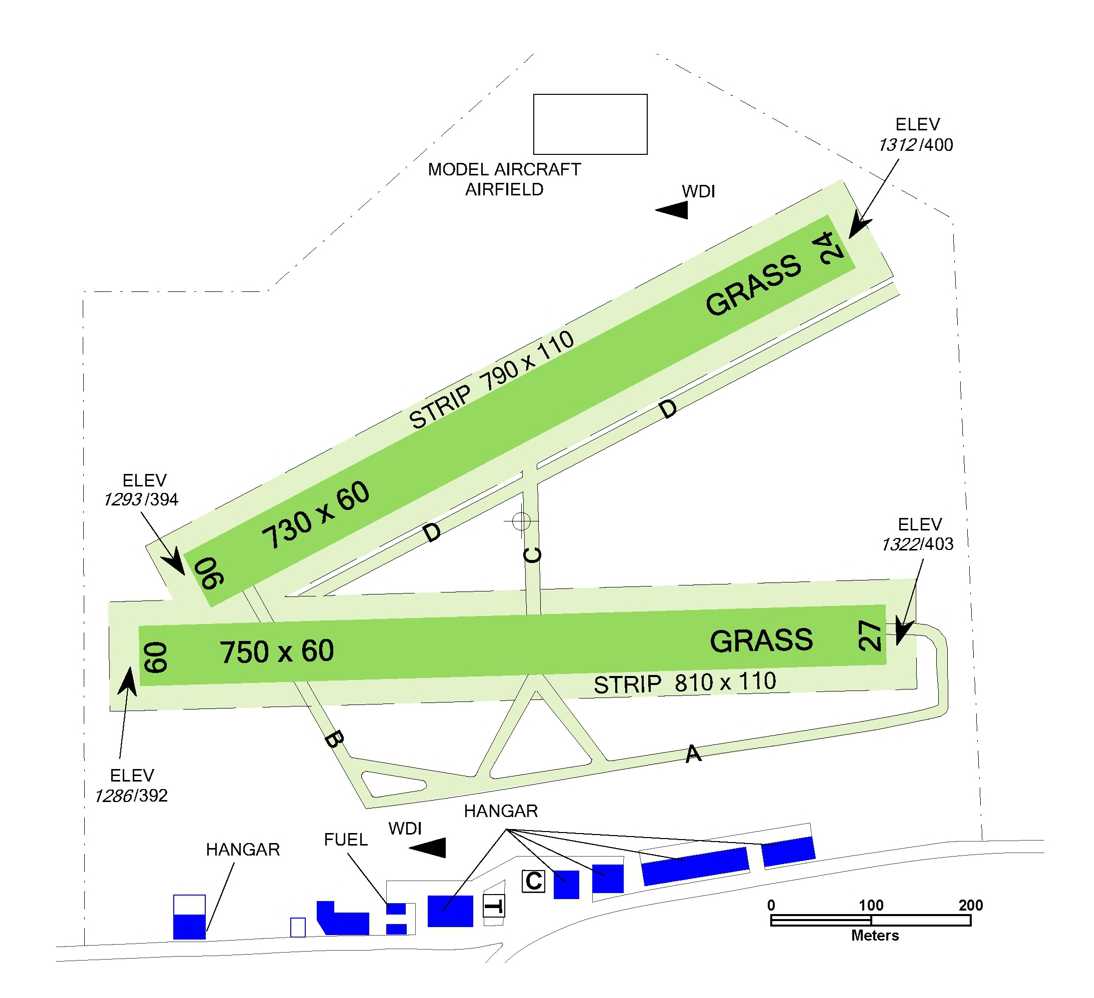 ELEV
1312/400
MODEL AIRCRAFT
AIRFIELD
WDI
24
GRASS
STRIP 790 x 110
D
ELEV
1293/394
730 x 60
06
D
C
ELEV
1322/403
09
750 x 60
GRASS
27
STRIP 810 x 110
B
A
ELEV
1286/392
HANGAR
WDI
FUEL
HANGAR
C
T
0 100 200
Meters